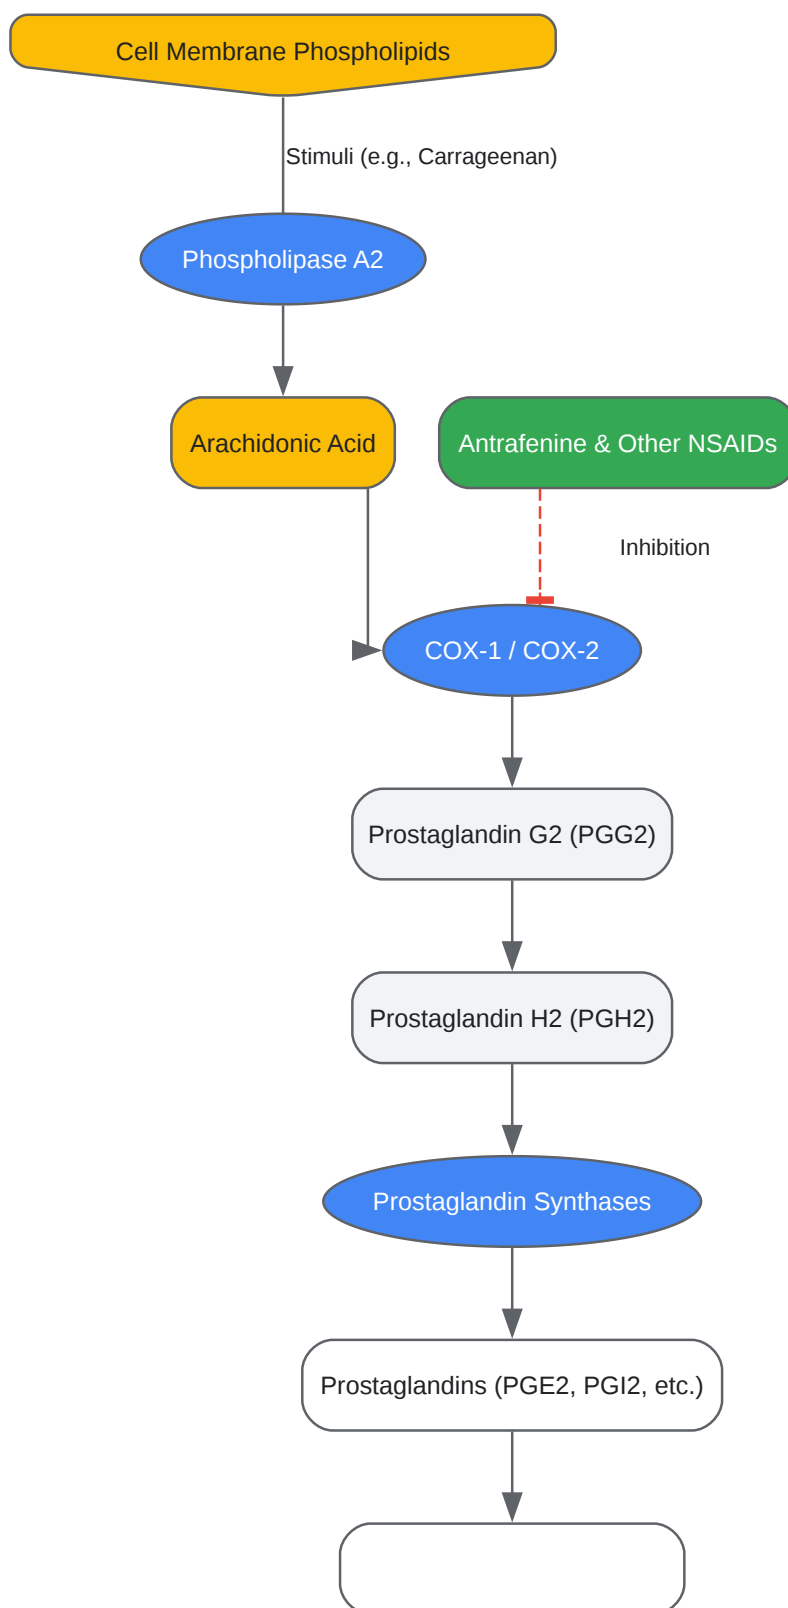 Cell Membrane Phospholipids
Stimuli (e.g., Carrageenan)
Phospholipase A2
Arachidonic Acid
Antrafenine & Other NSAIDs
Inhibition
COX-1 / COX-2
Prostaglandin G2 (PGG2)
Prostaglandin H2 (PGH2)
Prostaglandin Synthases
Prostaglandins (PGE2, PGI2, etc.)